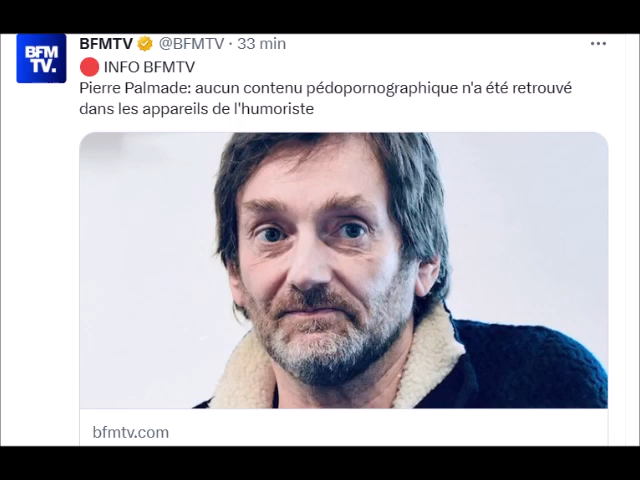 BFM
TV.
BFMTV @BFMTV · 33 min
🔴 INFO BFMTV
Pierre Palmade: aucun contenu pédopornographique n'a été retrouvé
dans les appareils de l'humoriste
bfmtv.com